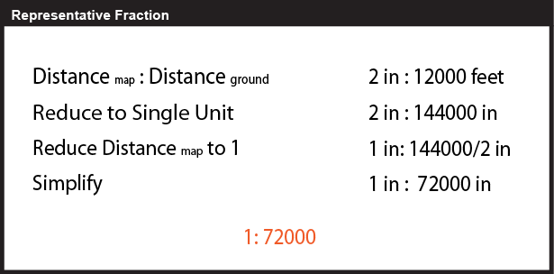 Representative Fraction
Distance map : Distance ground 2 in : 12000 feet
Reduce to Single Unit 2 in : 144000 in
Reduce Distance map to 1 1 in: 144000/2 in
Simplify 1 in : 72000 in
1: 72000